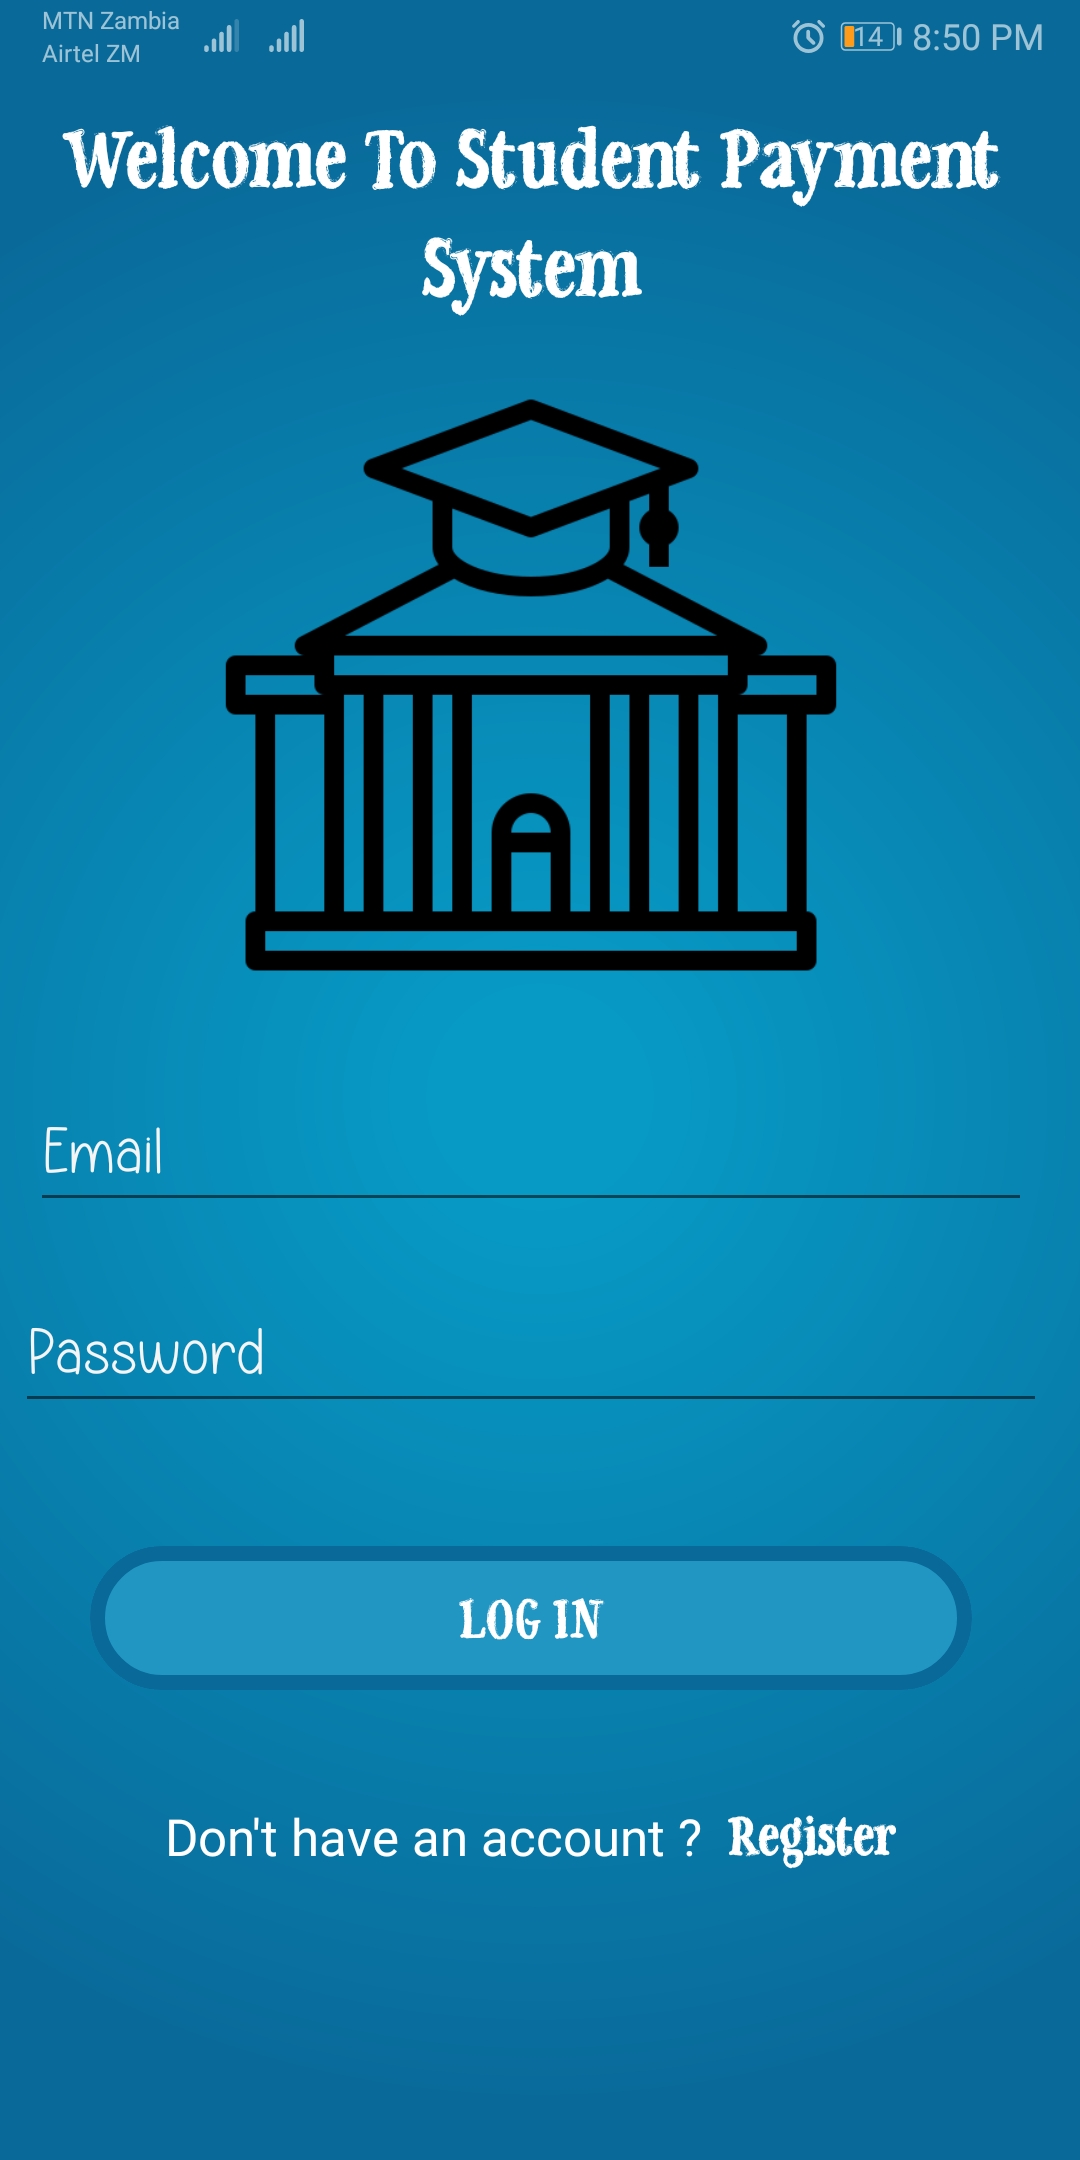 MTN Zambia
Airtel ZM
14 8:50 PM
Welcome To Student Payment
System
Email
Password
LOG IN
Don't have an account ? Register